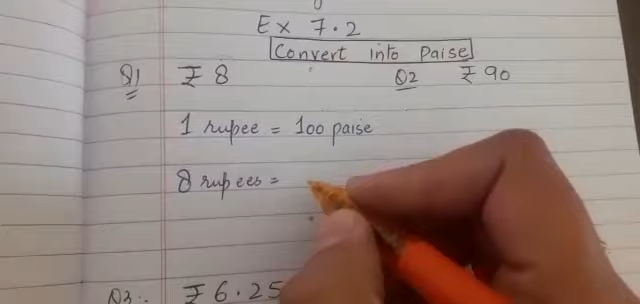 Ex 7.2
Convert into Paise
Q1 ₹ 8 Q2 ₹ 90
1 rupee = 100 paise
8 rupees =
Q3:- ₹ 6.25